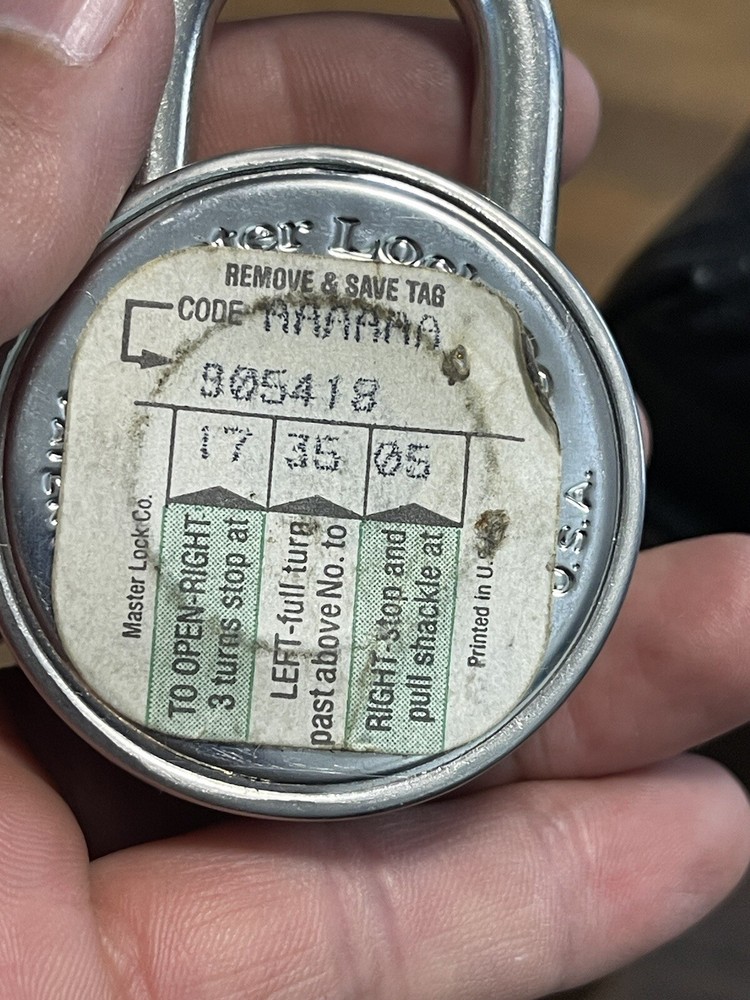 REMOVE & SAVE TAG
CODE AAAAAA
905418
17 35 05
TO OPEN-RIGHT
3 turns stop at
LEFT-full turn
past above No. to
RIGHT-stop and
pull shackle at
Master Lock Co.
Printed in U.S.A.
U.S.A.